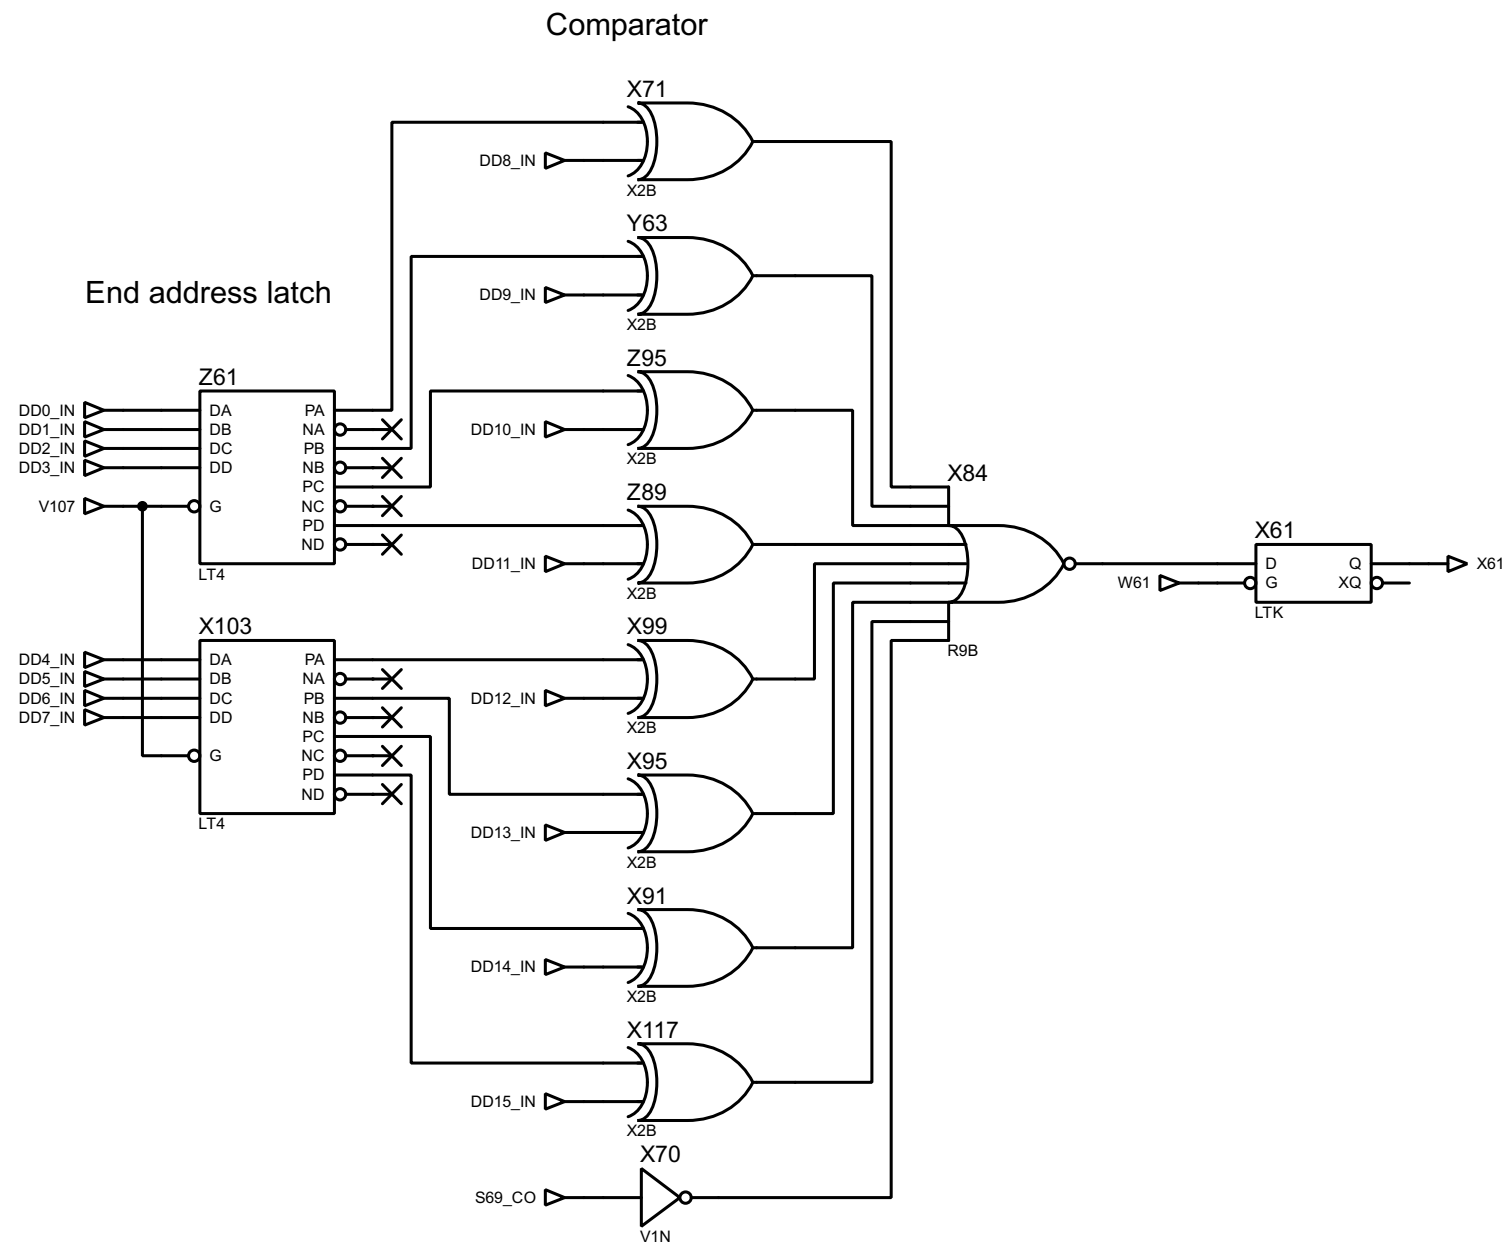 Comparator
X71
DD8_IN
X2B
Y63
DD9_IN
X2B
End address latch
Z95
DD10_IN
X2B
Z61
DD0_IN DA PA
DD1_IN DB NA
DD2_IN DC PB
DD3_IN DD NB
PC
V107 G NC
PD
ND
LT4
Z89
DD11_IN
X2B
X84
R9B
X61
D Q
W61 G XQ
LTK
X61
X103
DD4_IN DA PA
DD5_IN DB NA
DD6_IN DC PB
DD7_IN DD NB
PC
G NC
PD
ND
LT4
X99
DD12_IN
X2B
X95
DD13_IN
X2B
X91
DD14_IN
X2B
X117
DD15_IN
X2B
X70
S69_CO
V1N